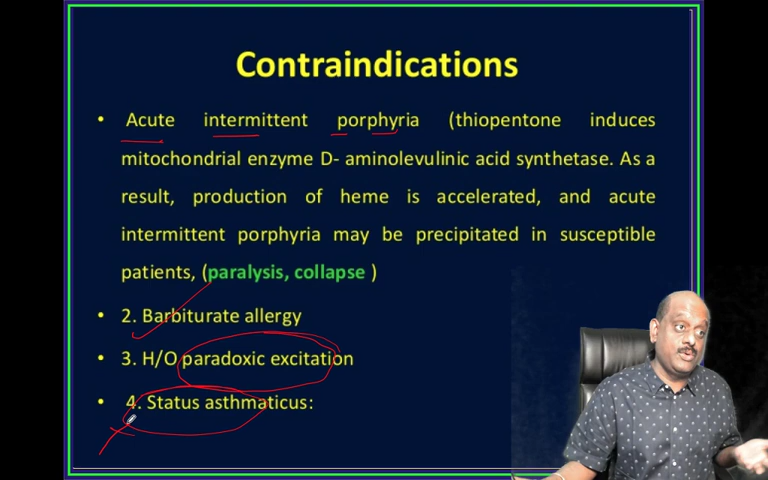 Contraindications
• Acute intermittent porphyria (thiopentone induces
mitochondrial enzyme D- aminolevulinic acid synthetase. As a
result, production of heme is accelerated, and acute
intermittent porphyria may be precipitated in susceptible
patients, (paralysis, collapse )
• 2. Barbiturate allergy
• 3. H/O paradoxic excitation
• 4. Status asthmaticus: